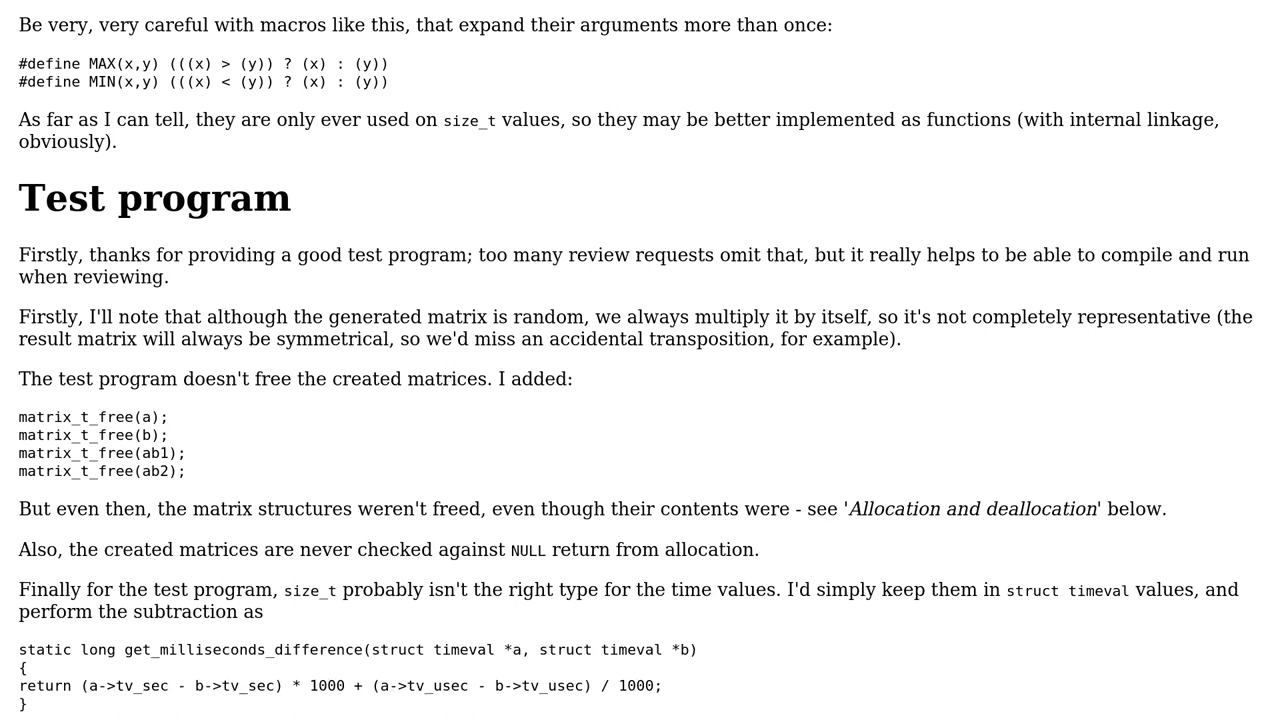 Be very, very careful with macros like this, that expand their arguments more than once:
#define MAX(x,y) (((x) > (y)) ? (x) : (y))
#define MIN(x,y) (((x) < (y)) ? (x) : (y))
As far as I can tell, they are only ever used on size_t values, so they may be better implemented as functions (with internal linkage,
obviously).
Test program
Firstly, thanks for providing a good test program; too many review requests omit that, but it really helps to be able to compile and run
when reviewing.
Firstly, I'll note that although the generated matrix is random, we always multiply it by itself, so it's not completely representative (the
result matrix will always be symmetrical, so we'd miss an accidental transposition, for example).
The test program doesn't free the created matrices. I added:
matrix_t_free(a);
matrix_t_free(b);
matrix_t_free(ab1);
matrix_t_free(ab2);
But even then, the matrix structures weren't freed, even though their contents were - see 'Allocation and deallocation' below.
Also, the created matrices are never checked against NULL return from allocation.
Finally for the test program, size_t probably isn't the right type for the time values. I'd simply keep them in struct timeval values, and
perform the subtraction as
static long get_milliseconds_difference(struct timeval *a, struct timeval *b)
{
return (a->tv_sec - b->tv_sec) * 1000 + (a->tv_usec - b->tv_usec) / 1000;
}